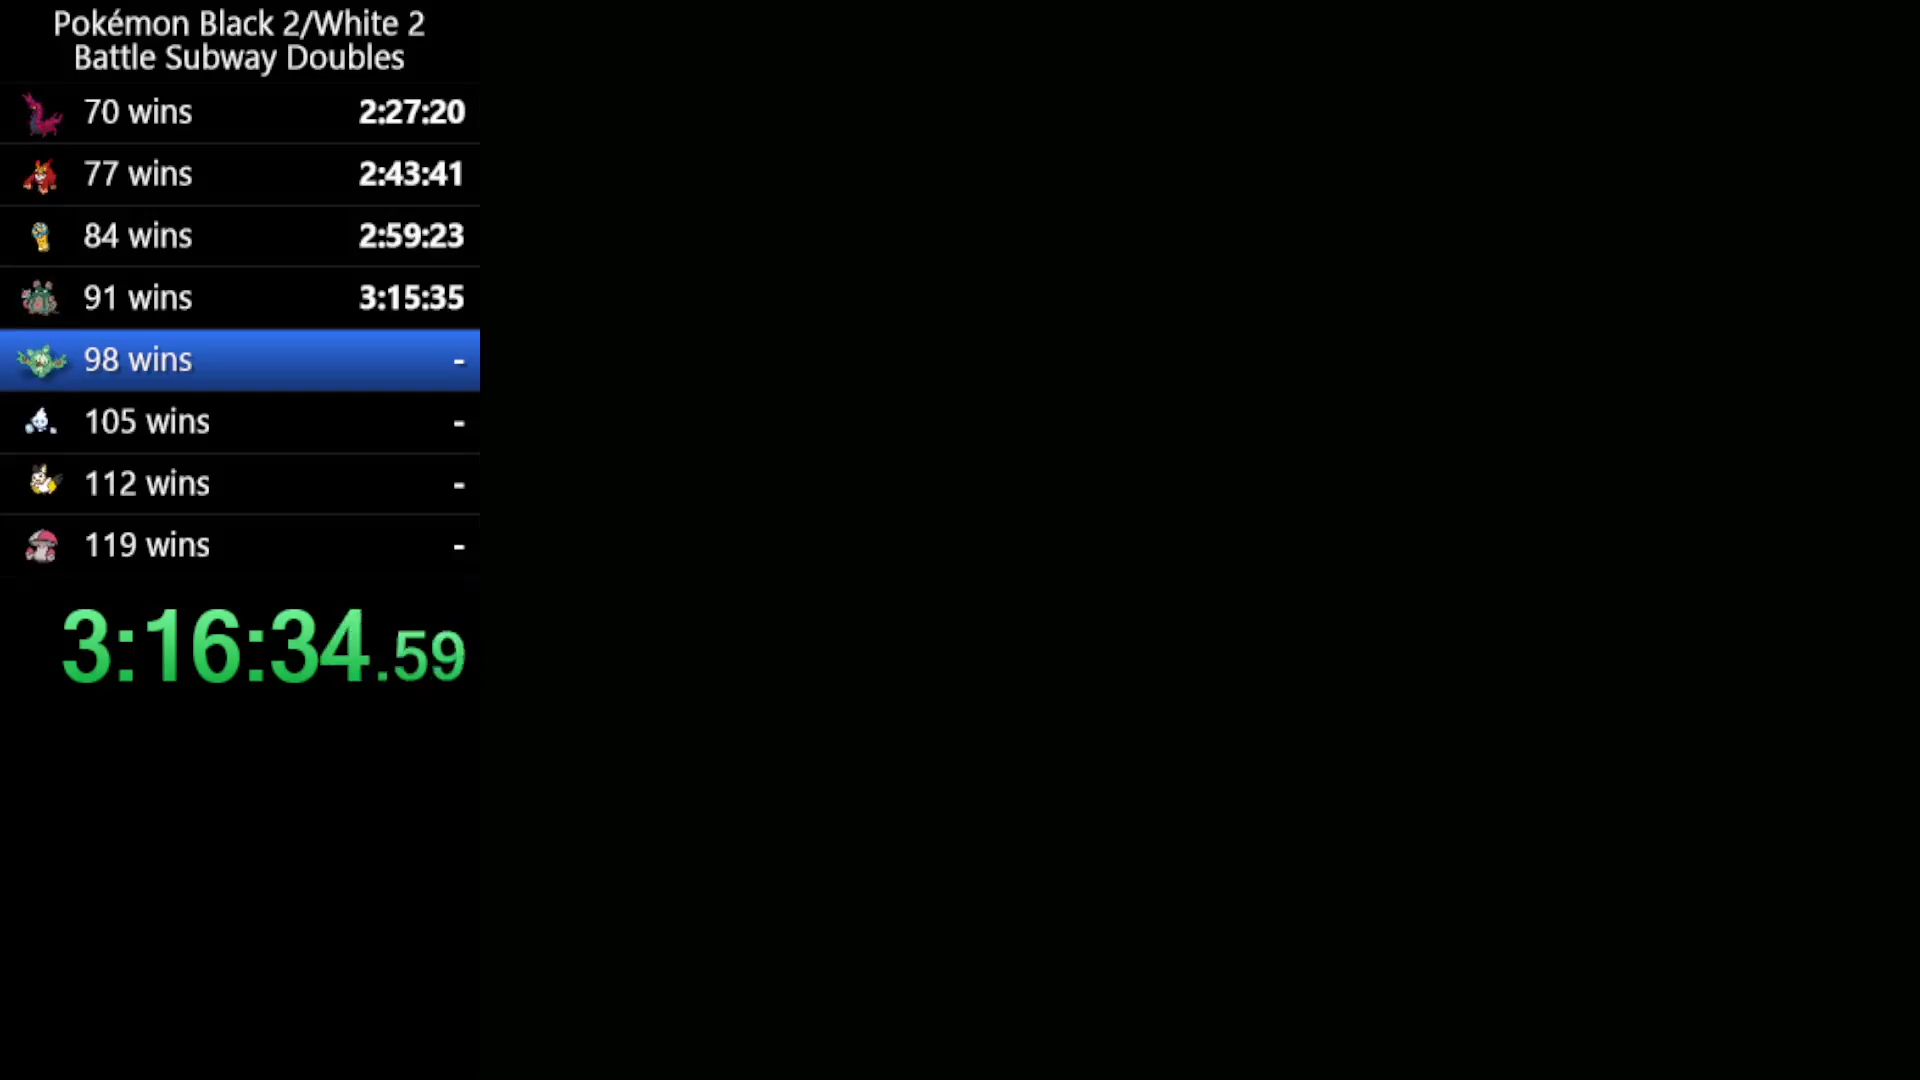 Pokémon Black 2/White 2
Battle Subway Doubles
70 wins 2:27:20
77 wins 2:43:41
84 wins 2:59:23
91 wins 3:15:35
98 wins -
105 wins -
112 wins -
119 wins -
3:16:34.59